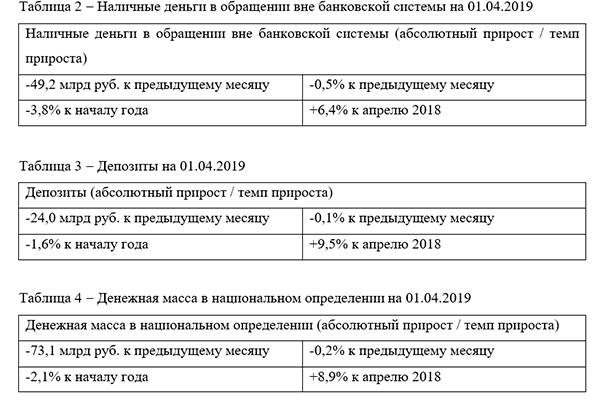 Таблица 2 – Наличные деньги в обращении вне банковской системы на 01.04.2019
Наличные деньги в обращении вне банковской системы (абсолютный прирост / темп
прироста)
-49,2 млрд руб. к предыдущему месяцу -0,5% к предыдущему месяцу
-3,8% к началу года +6,4% к апрелю 2018
Таблица 3 – Депозиты на 01.04.2019
Депозиты (абсолютный прирост / темп прироста)
-24,0 млрд руб. к предыдущему месяцу -0,1% к предыдущему месяцу
-1,6% к началу года +9,5% к апрелю 2018
Таблица 4 – Денежная масса в национальном определении на 01.04.2019
Денежная масса в национальном определении (абсолютный прирост / темп прироста)
-73,1 млрд руб. к предыдущему месяцу -0,2% к предыдущему месяцу
-2,1% к началу года +8,9% к апрелю 2018